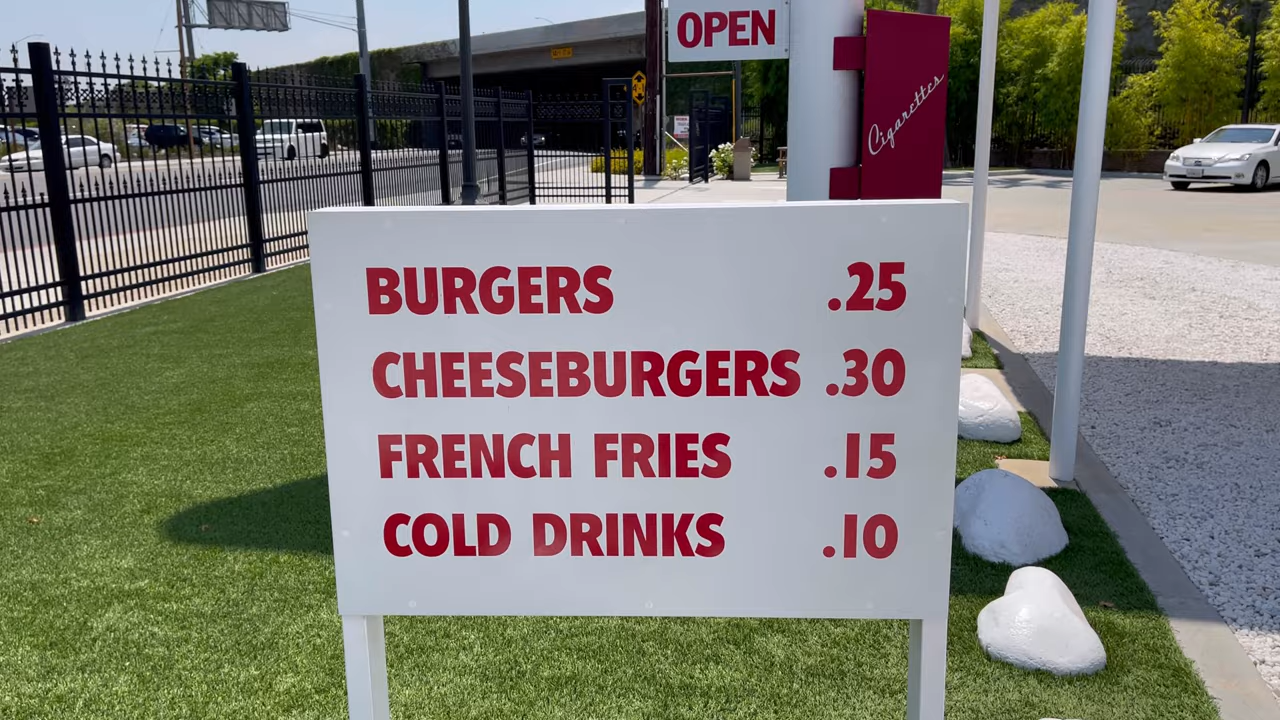 OPEN
Cigarettes
BURGERS .25
CHEESEBURGERS .30
FRENCH FRIES .15
COLD DRINKS .10